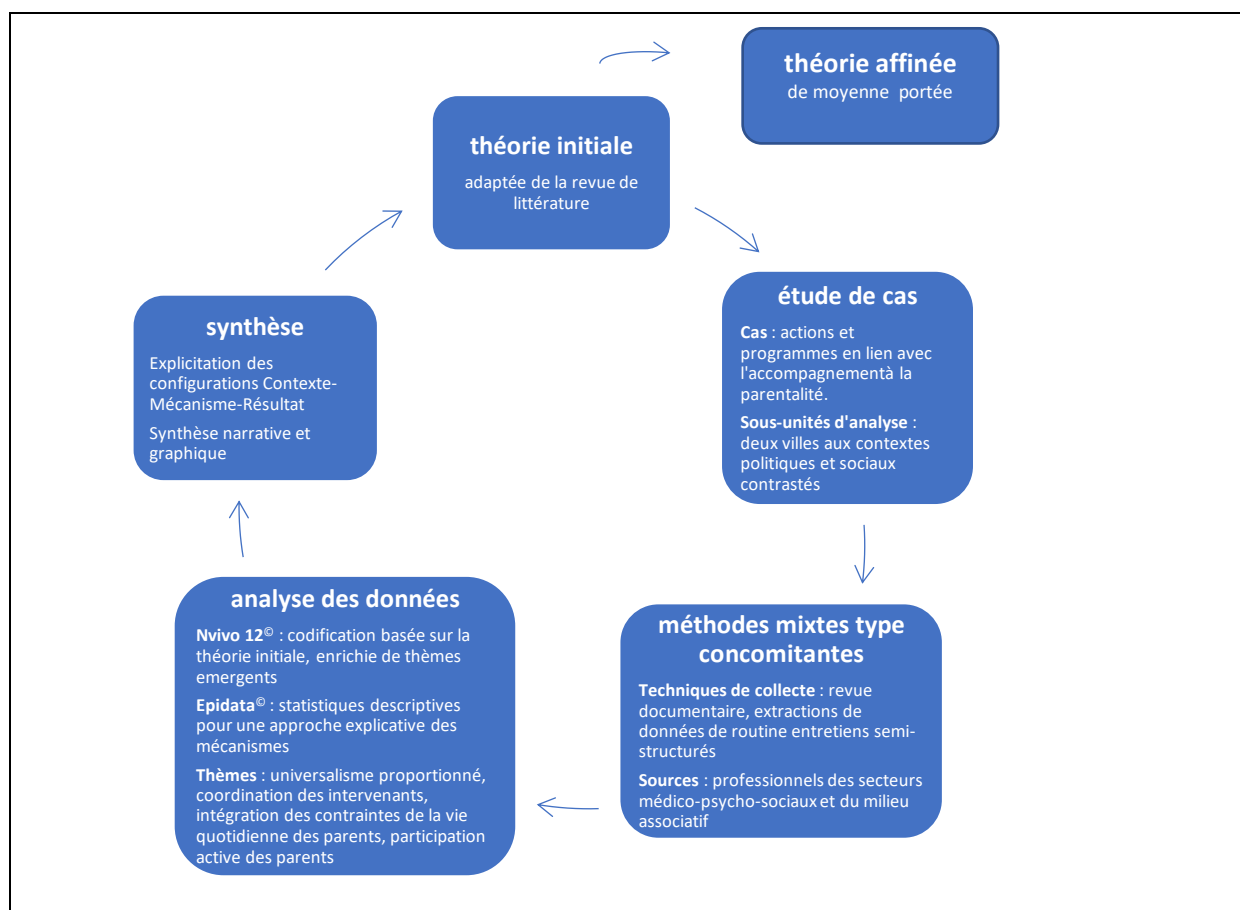 théorie affinée
de moyenne portée
théorie initiale
adaptée de la revue de
littérature
étude de cas
Cas : actions et
programmes en lien avec
l'accompagnementà la
parentalité.
Sous-unités d'analyse :
deux villes aux contextes
politiques et sociaux
contrastés
méthodes mixtes type
concomitantes
Techniques de collecte : revue
documentaire, extractions de
données de routine entretiens semi-
structurés
Sources : professionnels des secteurs
médico-psycho-sociaux et du milieu
associatif
analyse des données
Nvivo 12© : codification basée sur la
théorie initiale, enrichie de thèmes
emergents
Epidata© : statistiques descriptives
pour une approche explicative des
mécanismes
Thèmes : universalisme proportionné,
coordination des intervenants,
intégration des contraintes de la vie
quotidienne des parents, participation
active des parents
synthèse
Explicitation des
configurations Contexte-
Mécanisme-Résultat
Synthèse narrative et
graphique